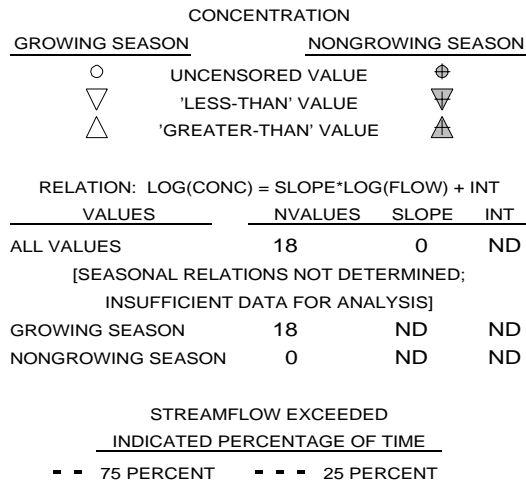 CONCENTRATION
GROWING SEASON NONGROWING SEASON
UNCENSORED VALUE
'LESS-THAN' VALUE
'GREATER-THAN' VALUE
RELATION: LOG(CONC) = SLOPE*LOG(FLOW) + INT
VALUES NVALUES SLOPE INT
ALL VALUES 18 0 ND
[SEASONAL RELATIONS NOT DETERMINED;
INSUFFICIENT DATA FOR ANALYSIS]
GROWING SEASON 18 ND ND
NONGROWING SEASON 0 ND ND
STREAMFLOW EXCEEDED
INDICATED PERCENTAGE OF TIME
75 PERCENT 25 PERCENT